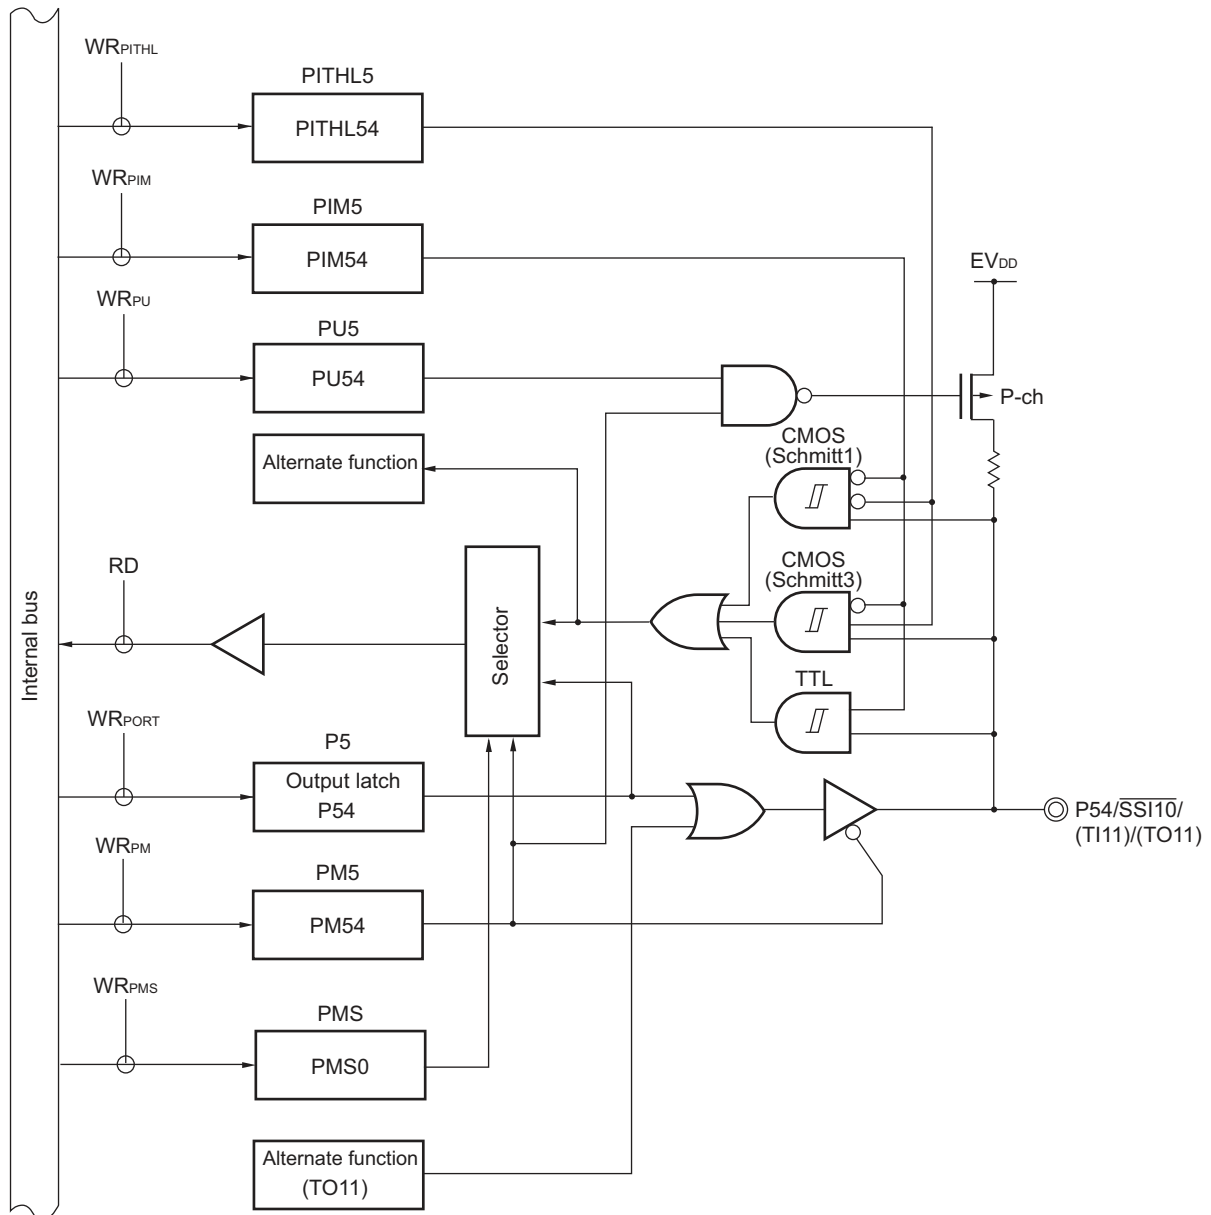 WRPITHL
PITHL5
PITHL54
WRPIM
PIM5
PIM54
EVDD
WRPU
PU5
PU54
P-ch
CMOS
(Schmitt1)
Alternate function
RD
CMOS
(Schmitt3)
Selector
Internal bus
TTL
WRPORT
P5
Output latch
P54
P54/SSI10/
(TI11)/(TO11)
WRPM
PM5
PM54
WRPMS
PMS
PMS0
Alternate function
(TO11)